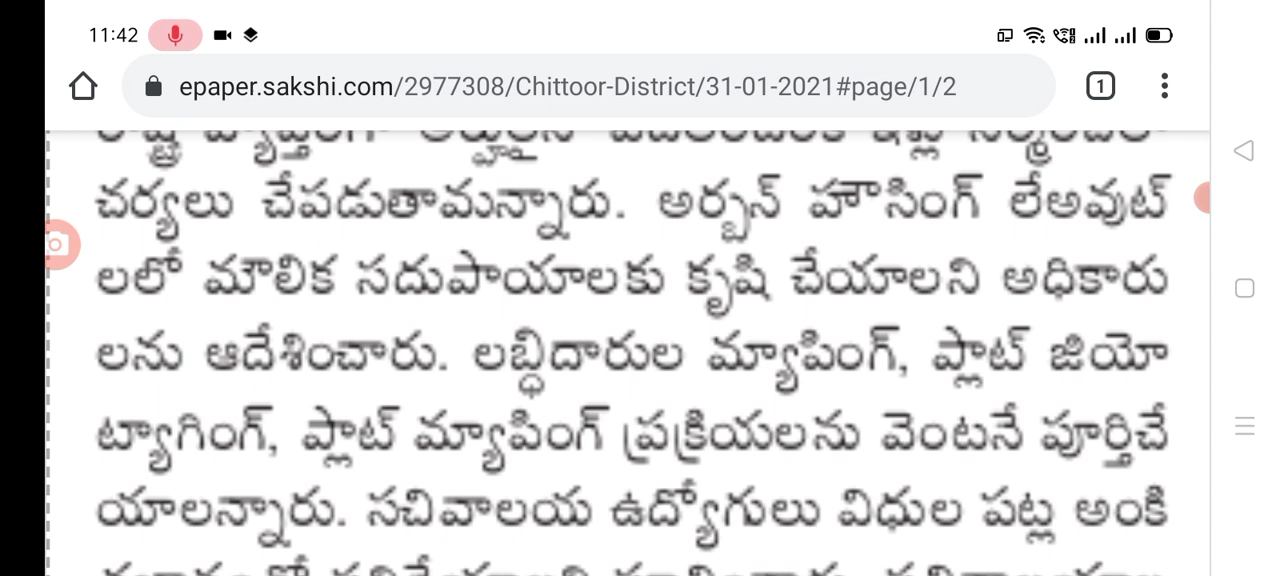 11:42
epaper.sakshi.com/2977308/Chittoor-District/31-01-2021#page/1/2
1
చర్యలు చేపడుతామన్నారు. అర్బన్ హౌసింగ్ లేఅవుట్
లలో మౌలిక సదుపాయాలకు కృషి చేయాలని అధికారు
లను ఆదేశించారు. లబ్ధిదారుల మ్యాపింగ్, ప్లాట్ జియో
ట్యాగింగ్, ప్లాట్ మ్యాపింగ్ ప్రక్రియలను వెంటనే పూర్తిచే
యాలన్నారు. సచివాలయ ఉద్యోగులు విధుల పట్ల అంకి